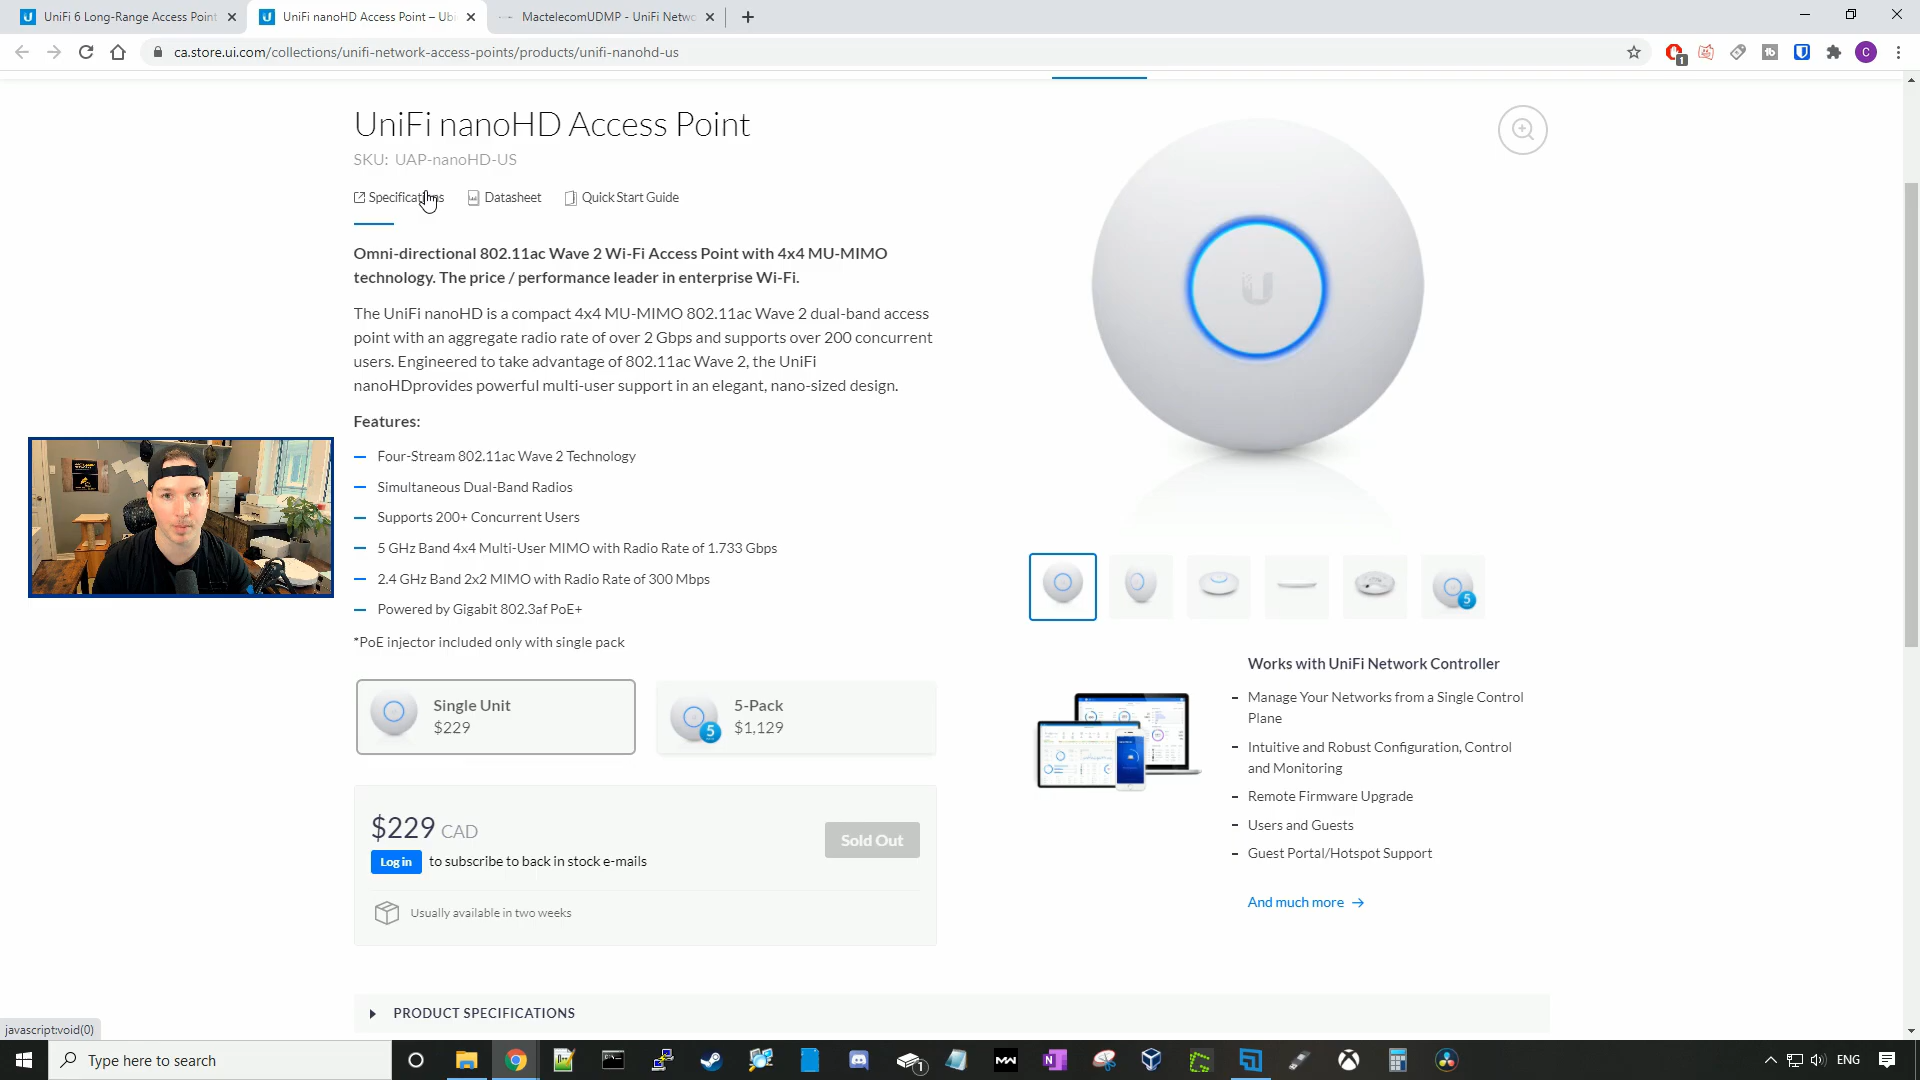 UniFi 6 Long-Range Access Point
UniFi nanoHD Access Point – Ubi
MactelecomUDMP - UniFi Netwo
ca.store.ui.com/collections/unifi-network-access-points/products/unifi-nanohd-us
1
C
UniFi nanoHD Access Point
SKU: UAP-nanoHD-US
Specifications
Datasheet
Quick Start Guide
Omni-directional 802.11ac Wave 2 Wi-Fi Access Point with 4x4 MU-MIMO
technology. The price / performance leader in enterprise Wi-Fi.
The UniFi nanoHD is a compact 4x4 MU-MIMO 802.11ac Wave 2 dual-band access
point with an aggregate radio rate of over 2 Gbps and supports over 200 concurrent
users. Engineered to take advantage of 802.11ac Wave 2, the UniFi
nanoHDprovides powerful multi-user support in an elegant, nano-sized design.
Features:
Four-Stream 802.11ac Wave 2 Technology
Simultaneous Dual-Band Radios
Supports 200+ Concurrent Users
5 GHz Band 4x4 Multi-User MIMO with Radio Rate of 1.733 Gbps
2.4 GHz Band 2x2 MIMO with Radio Rate of 300 Mbps
Powered by Gigabit 802.3af PoE+
*PoE injector included only with single pack
Single Unit
$229
5
5-Pack
$1,129
$229 CAD
Sold Out
Log in to subscribe to back in stock e-mails
Usually available in two weeks
5
Works with UniFi Network Controller
- Manage Your Networks from a Single Control
Plane
- Intuitive and Robust Configuration, Control
and Monitoring
- Remote Firmware Upgrade
- Users and Guests
- Guest Portal/Hotspot Support
And much more →
PRODUCT SPECIFICATIONS
javascript:void(0)
Type here to search
1
MW
ENG